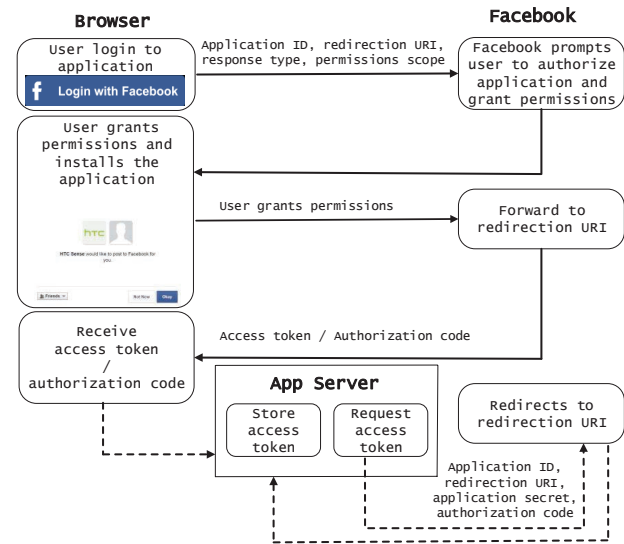 Browser
Facebook
User login to
application
f Login with Facebook
Application ID, redirection URI,
response type, permissions scope
Facebook prompts
user to authorize
application and
grant permissions
User grants
permissions and
installs the
application
hTC
HTC Sense would like to post to Facebook for
you.
Friends
Not Now
Okay
User grants permissions
Forward to
redirection URI
Receive
access token
/
authorization code
Access token / Authorization code
App Server
Store
access
token
Request
access
token
Redirects to
redirection URI
Application ID,
redirection URI,
application secret,
authorization code